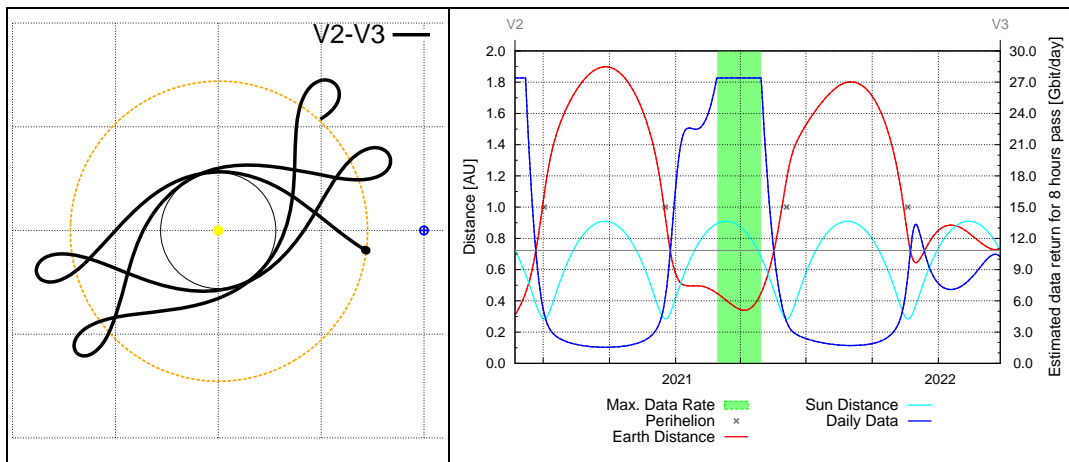 V2-V3
V2 V3
2.0 30.0
1.8 27.0
1.6 24.0
1.4 21.0
1.2 18.0
1.0 15.0
0.8 12.0
0.6 9.0
0.4 6.0
0.2 3.0
0.0 0.0
Distance [AU]
Estimated data return for 8 hours pass [Gbit/day]
2021 2022
Max. Data Rate Sun Distance
Perihelion Daily Data
Earth Distance